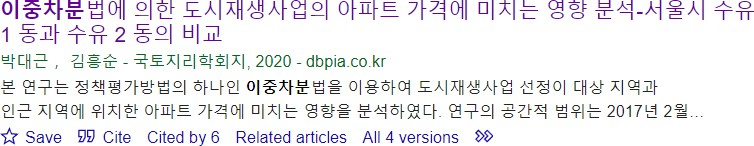 이중차분법에 의한 도시재생사업의 아파트 가격에 미치는 영향 분석-서울시 수유
1 동과 수유 2 동의 비교
박대근, 김흥순 - 국토지리학회지, 2020 - dbpia.co.kr
본 연구는 정책평가방법의 하나인 이중차분법을 이용하여 도시재생사업 선정이 대상 지역과
인근 지역에 위치한 아파트 가격에 미치는 영향을 분석하였다. 연구의 공간적 범위는 2017년 2월...
Save Cite Cited by 6 Related articles All 4 versions